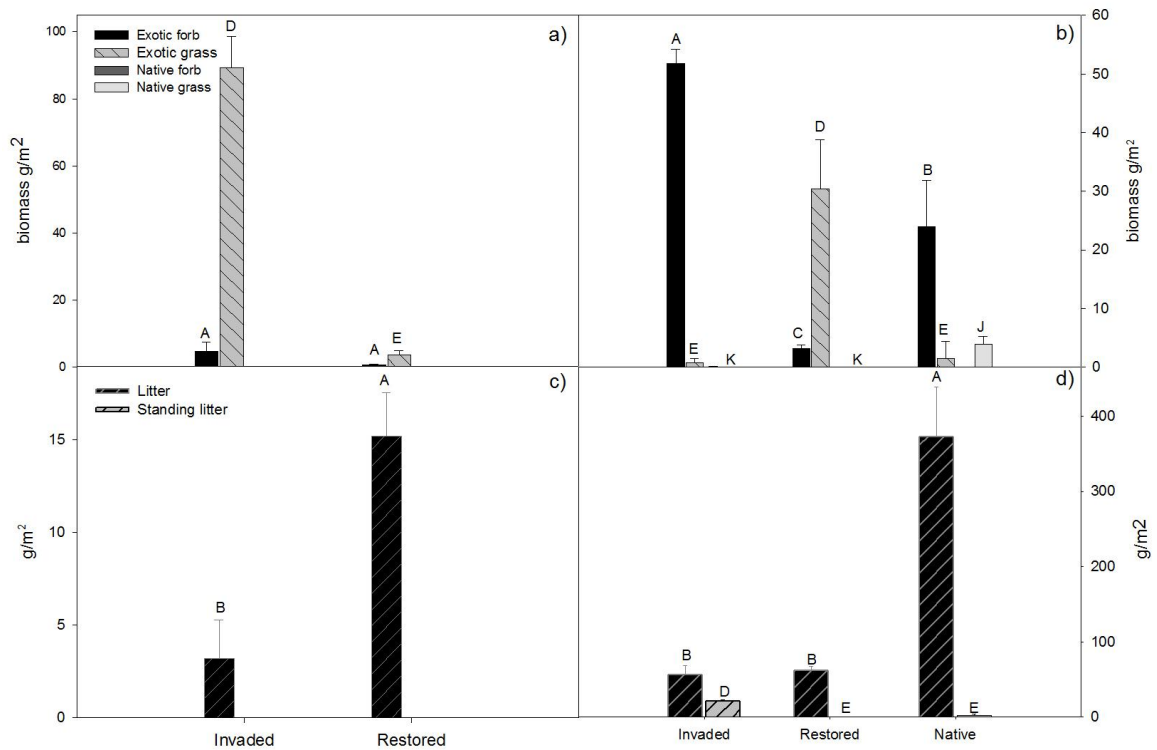 a)
Exotic forb
Exotic grass
Native forb
Native grass
100
80
60
40
20
0
biomass g/m2
A
D
A
E
b)
60
50
40
30
20
10
0
biomass g/m²
A
E
K
C
D
K
B
E
J
c)
Litter
Standing litter
15
10
5
0
g/m²
B
A
Invaded
Restored
d)
400
300
200
100
0
g/m2
B
D
B
E
A
E
Invaded
Restored
Native